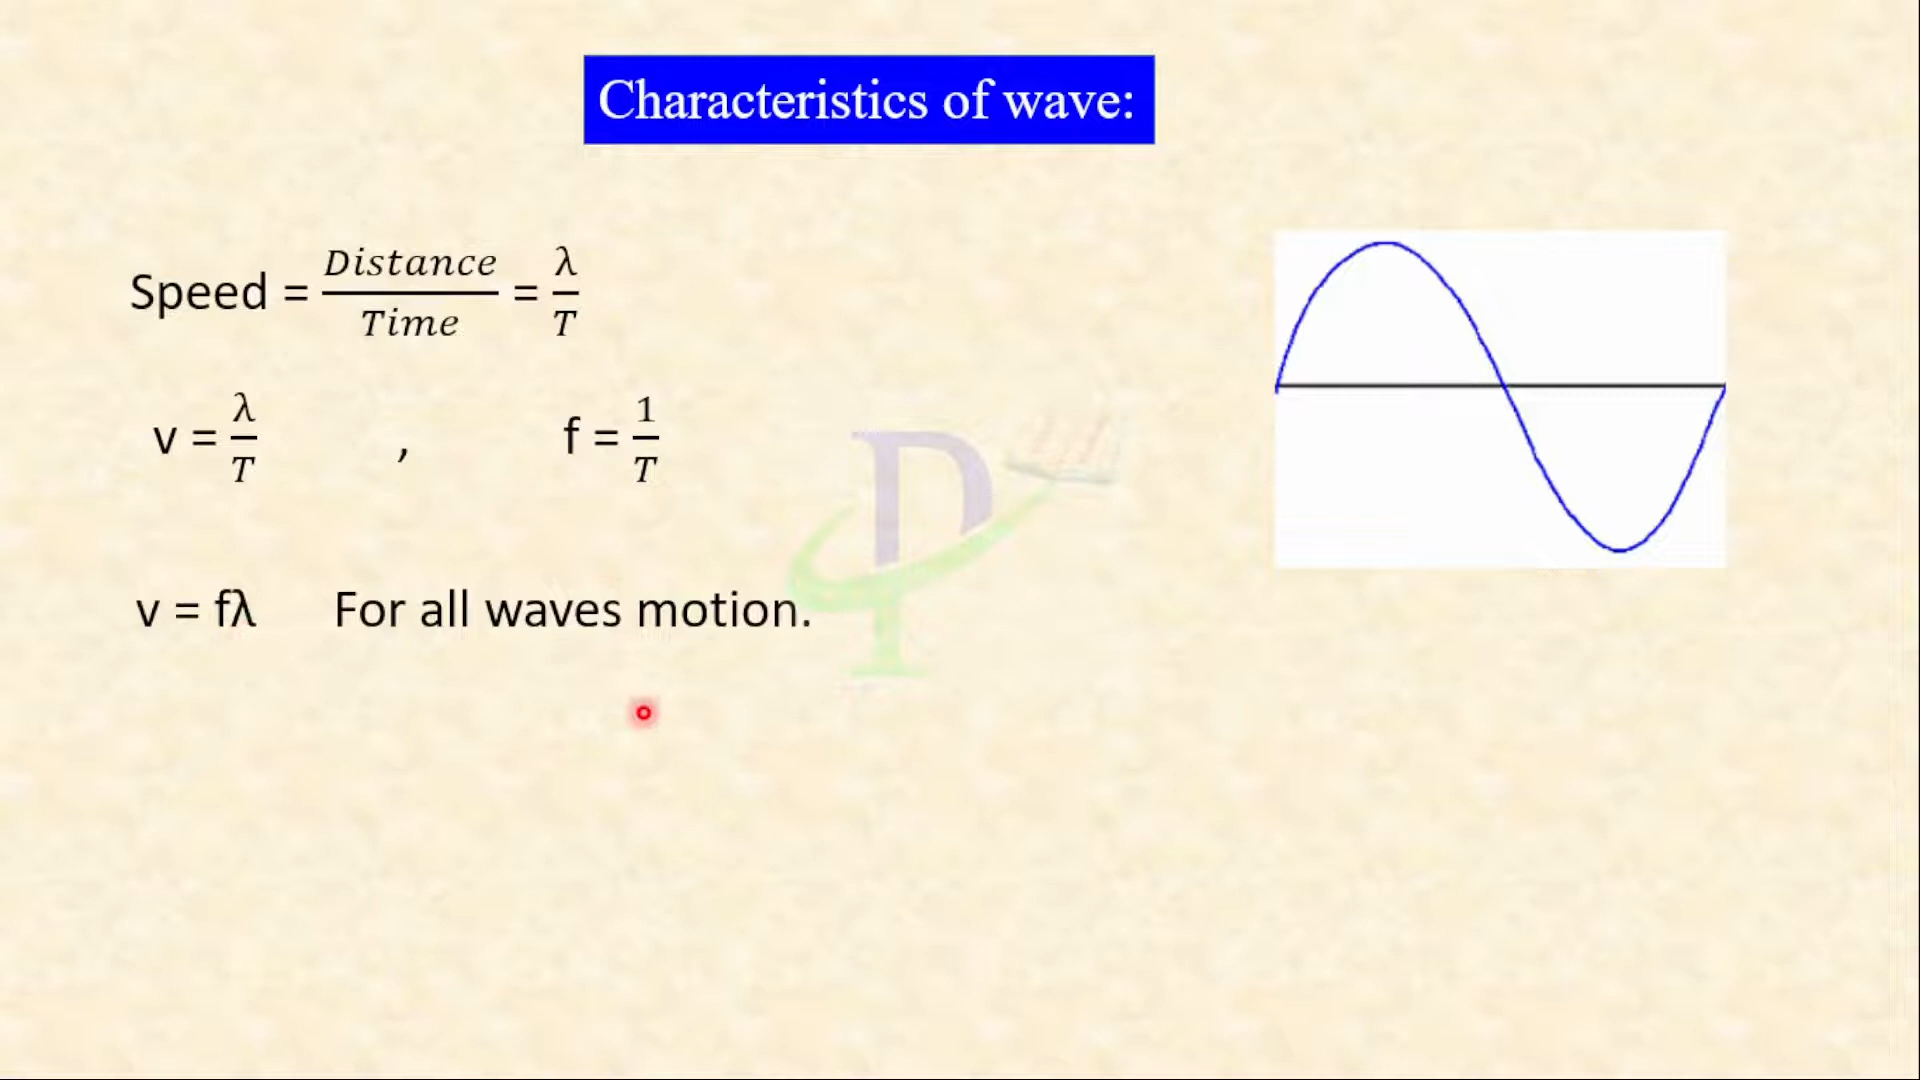 Characteristics of wave:
Speed = Distance/Time = λ/T
v = λ/T , f = 1/T
v = fλ For all waves motion.